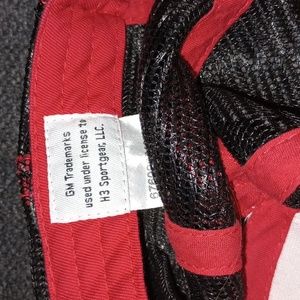 GM Trademarks
used under license to
H3 Sportgear, LLC.